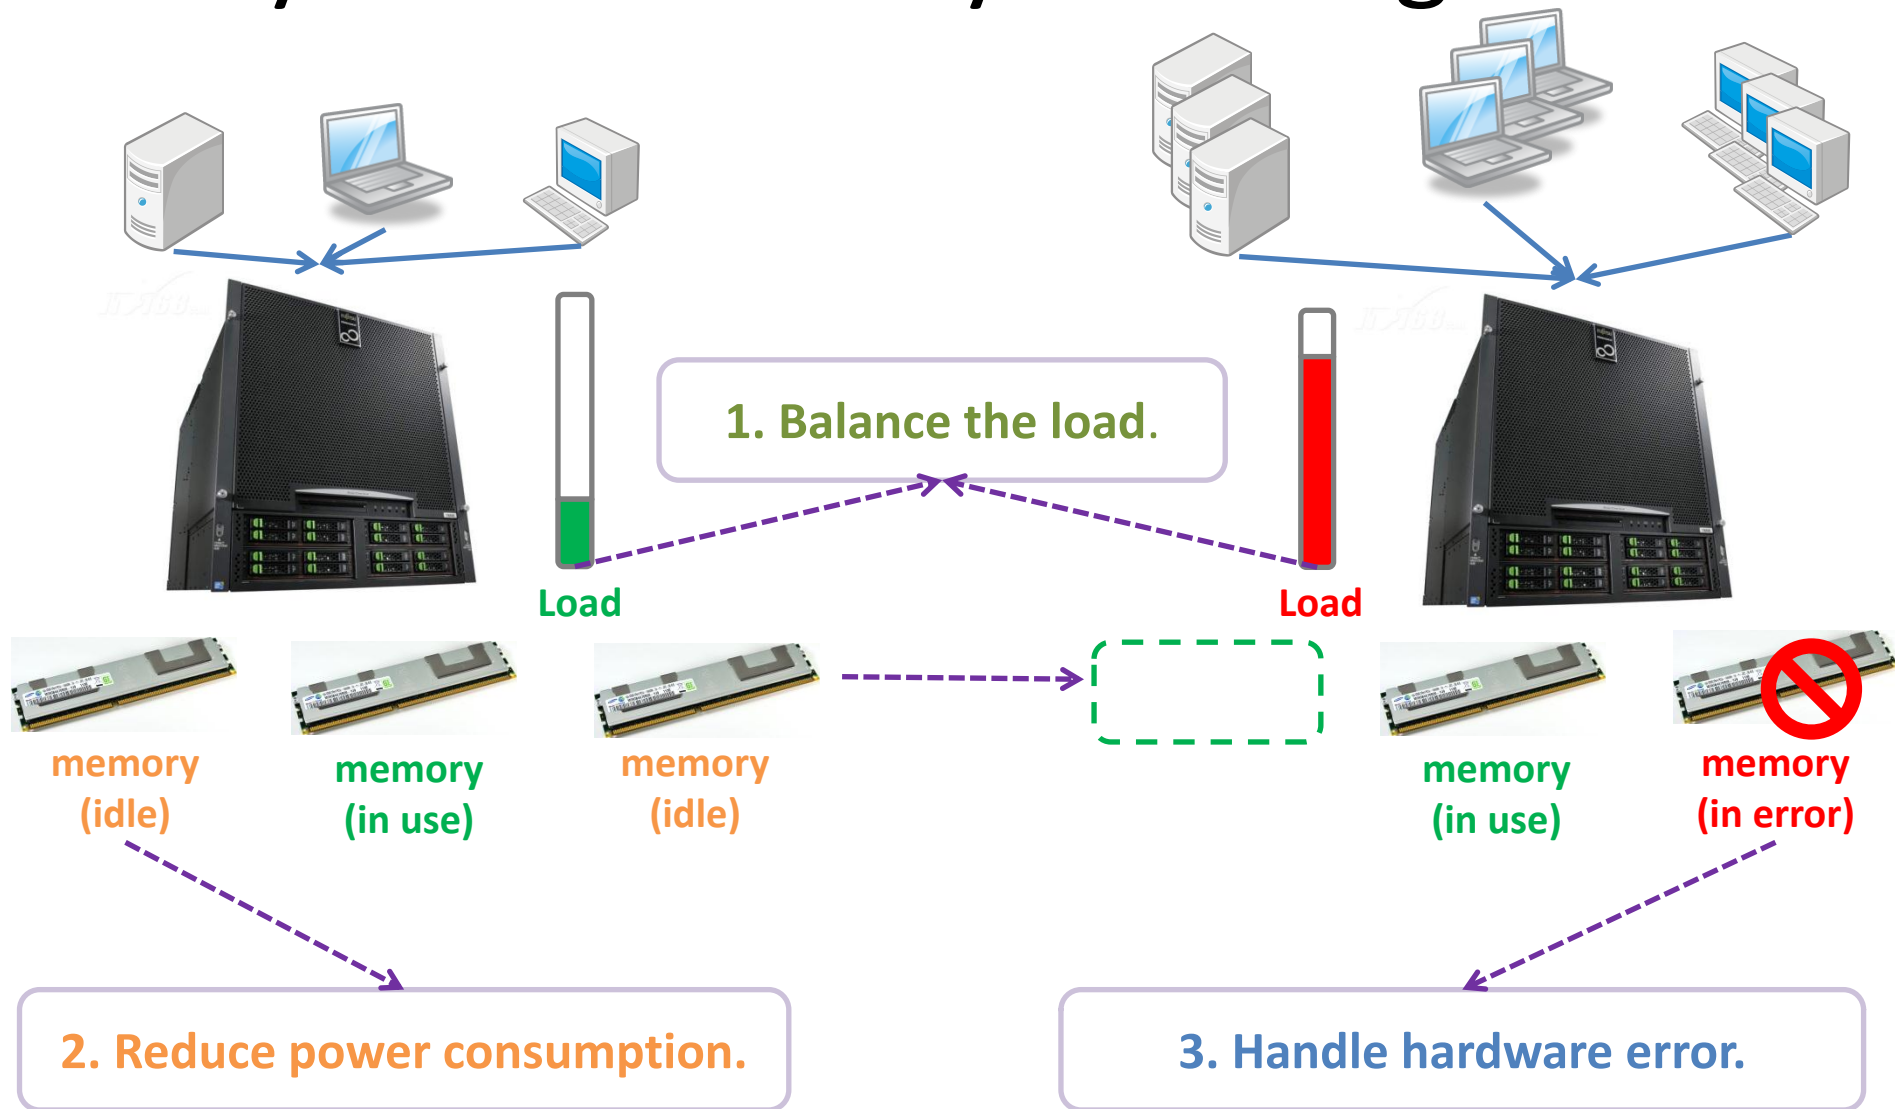 1. Balance the load.
Load
Load
memory
(idle)
memory
(in use)
memory
(idle)
memory
(in use)
memory
(in error)
2. Reduce power consumption.
3. Handle hardware error.